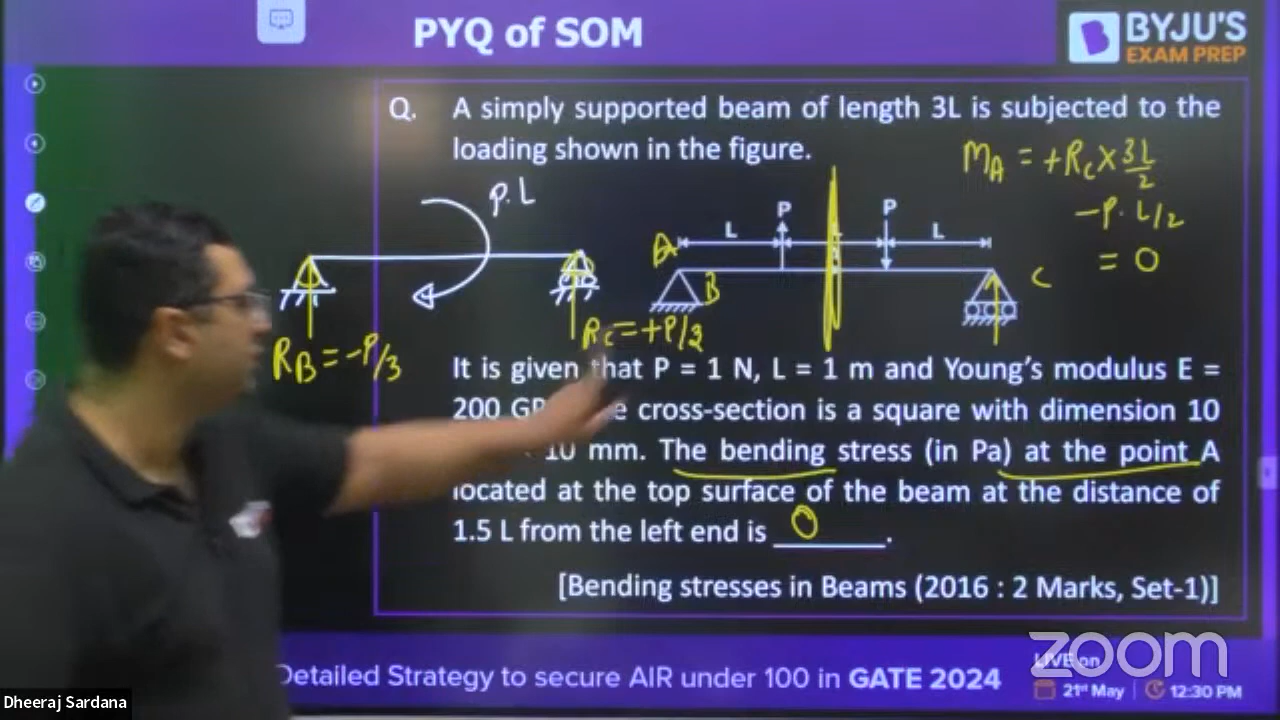 PYQ of SOM
BYJU'S
EXAM PREP
Q. A simply supported beam of length 3L is subjected to the
loading shown in the figure.
M_A = +R_C × 3L/2
- P. L/2
= 0
P. L
P P
L L
A
B
C
R_B = -P/3
R_C = +P/3
It is given that P = 1 N, L = 1 m and Young's modulus E =
200 cross-section is a square with dimension 10
10 mm. The bending stress (in Pa) at the point A
located at the top surface of the beam at the distance of
1.5 L from the left end is 0.
[Bending stresses in Beams (2016 : 2 Marks, Set-1)]
zoom
Detailed Strategy to secure AIR under 100 in GATE 2024
LIVE on
21st May | 12:30 PM
Dheeraj Sardana